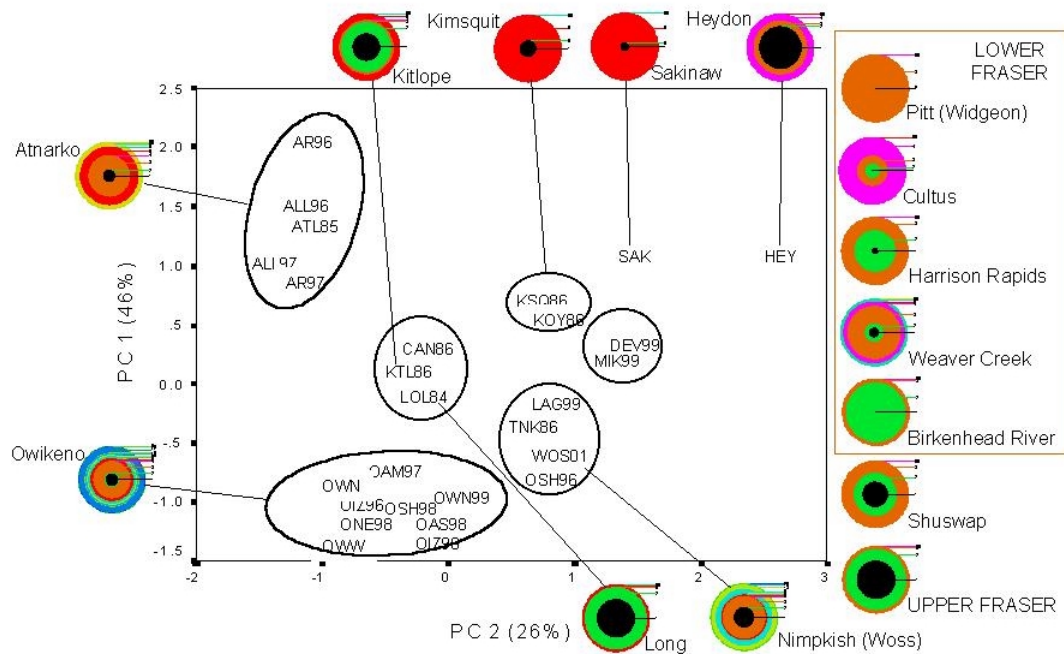 Kimsquit
Heydon
LOWER
FRASER
Kitlope
Sakinaw
Pitt (Widgeon)
2.5
Atnarko
2.0
AR96
Cultus
1.5
ALL96
ATL85
SAK
HEY
1.0
ALL97
AR97
Harrison Rapids
PC 1 (46%)
.5
KSQ86
KOY86
CAN86
DEV99
MIK99
Weaver Creek
0.0
KTL86
LOL84
LAG99
TNK86
Birkenhead River
Owikeno
-.5
WOS01
OAM97
OSH96
OWN
OWN99
-1.0
OIZ96
OSH98
ONE98
OAS98
Shuswap
-1.5
OIZ98
-2
-1
0
1
2
3
UPPER FRASER
PC 2 (26%)
Long
Nimpkish (Woss)